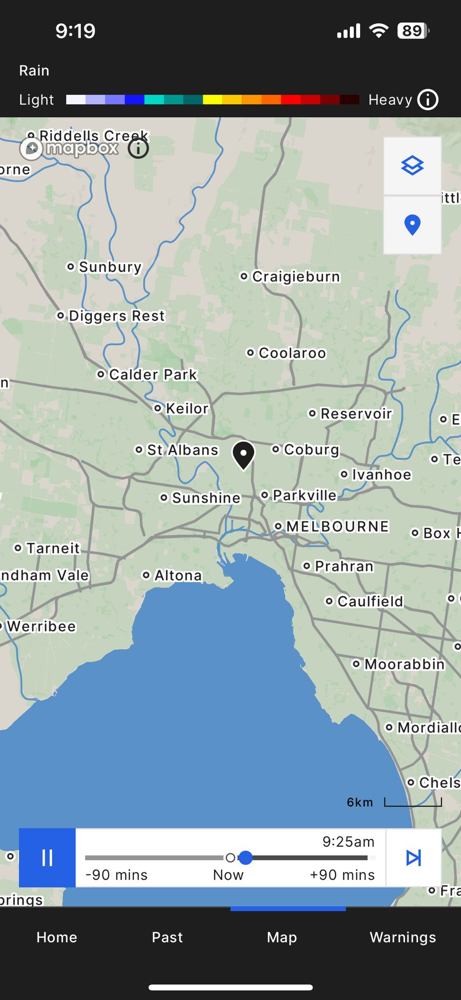 9:19
89
Rain
Light
Heavy
Riddells Creek
mapbox
orne
ittl
Sunbury
Craigieburn
Diggers Rest
Coolaroo
Calder Park
n
Keilor
Reservoir
E
St Albans
Coburg
Te
Ivanhoe
Sunshine
Parkville
MELBOURNE
Box H
Tarneit
Prahran
ndham Vale
Altona
Caulfield
Werribee
Moorabbin
Mordiallo
Chels
6km
9:25am
-90 mins
Now
+90 mins
Fra
prings
Home
Past
Map
Warnings